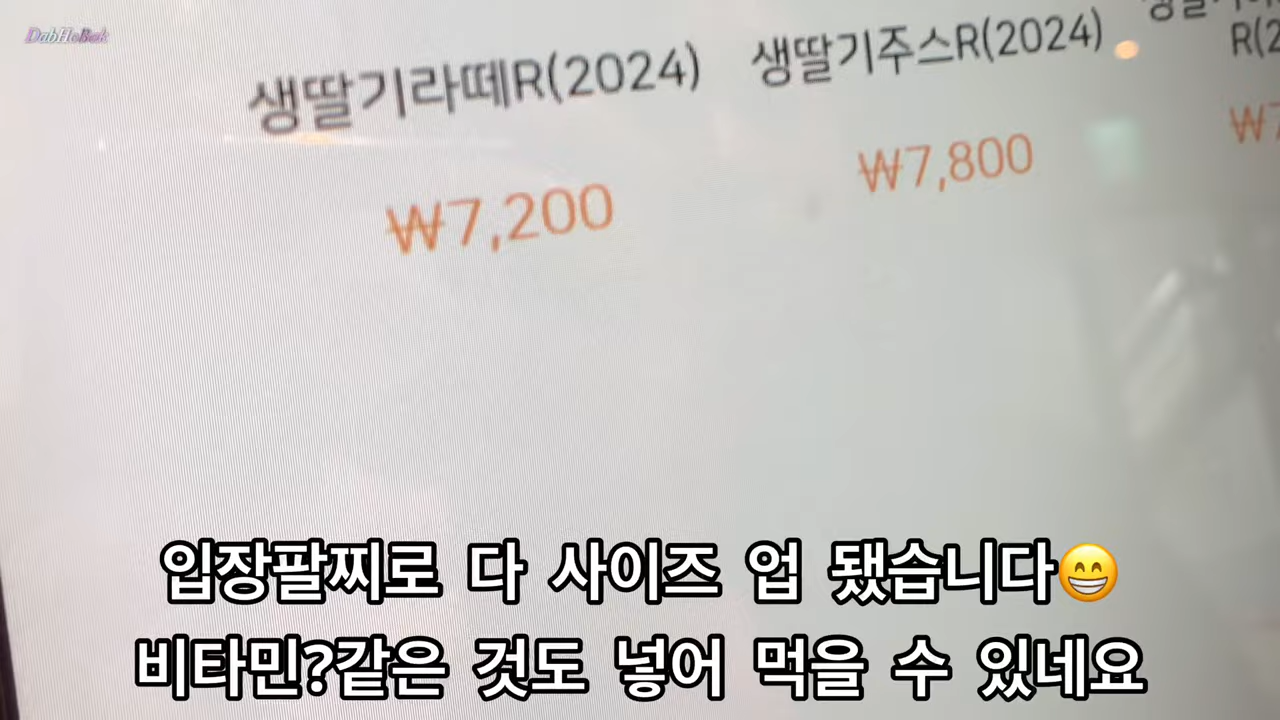 DabHeBok
생딸기라떼R(2024)
₩7,200
생딸기주스R(2024)
₩7,800
입장팔찌로 다 사이즈 업 됐습니다😁
비타민?같은 것도 넣어 먹을 수 있네요